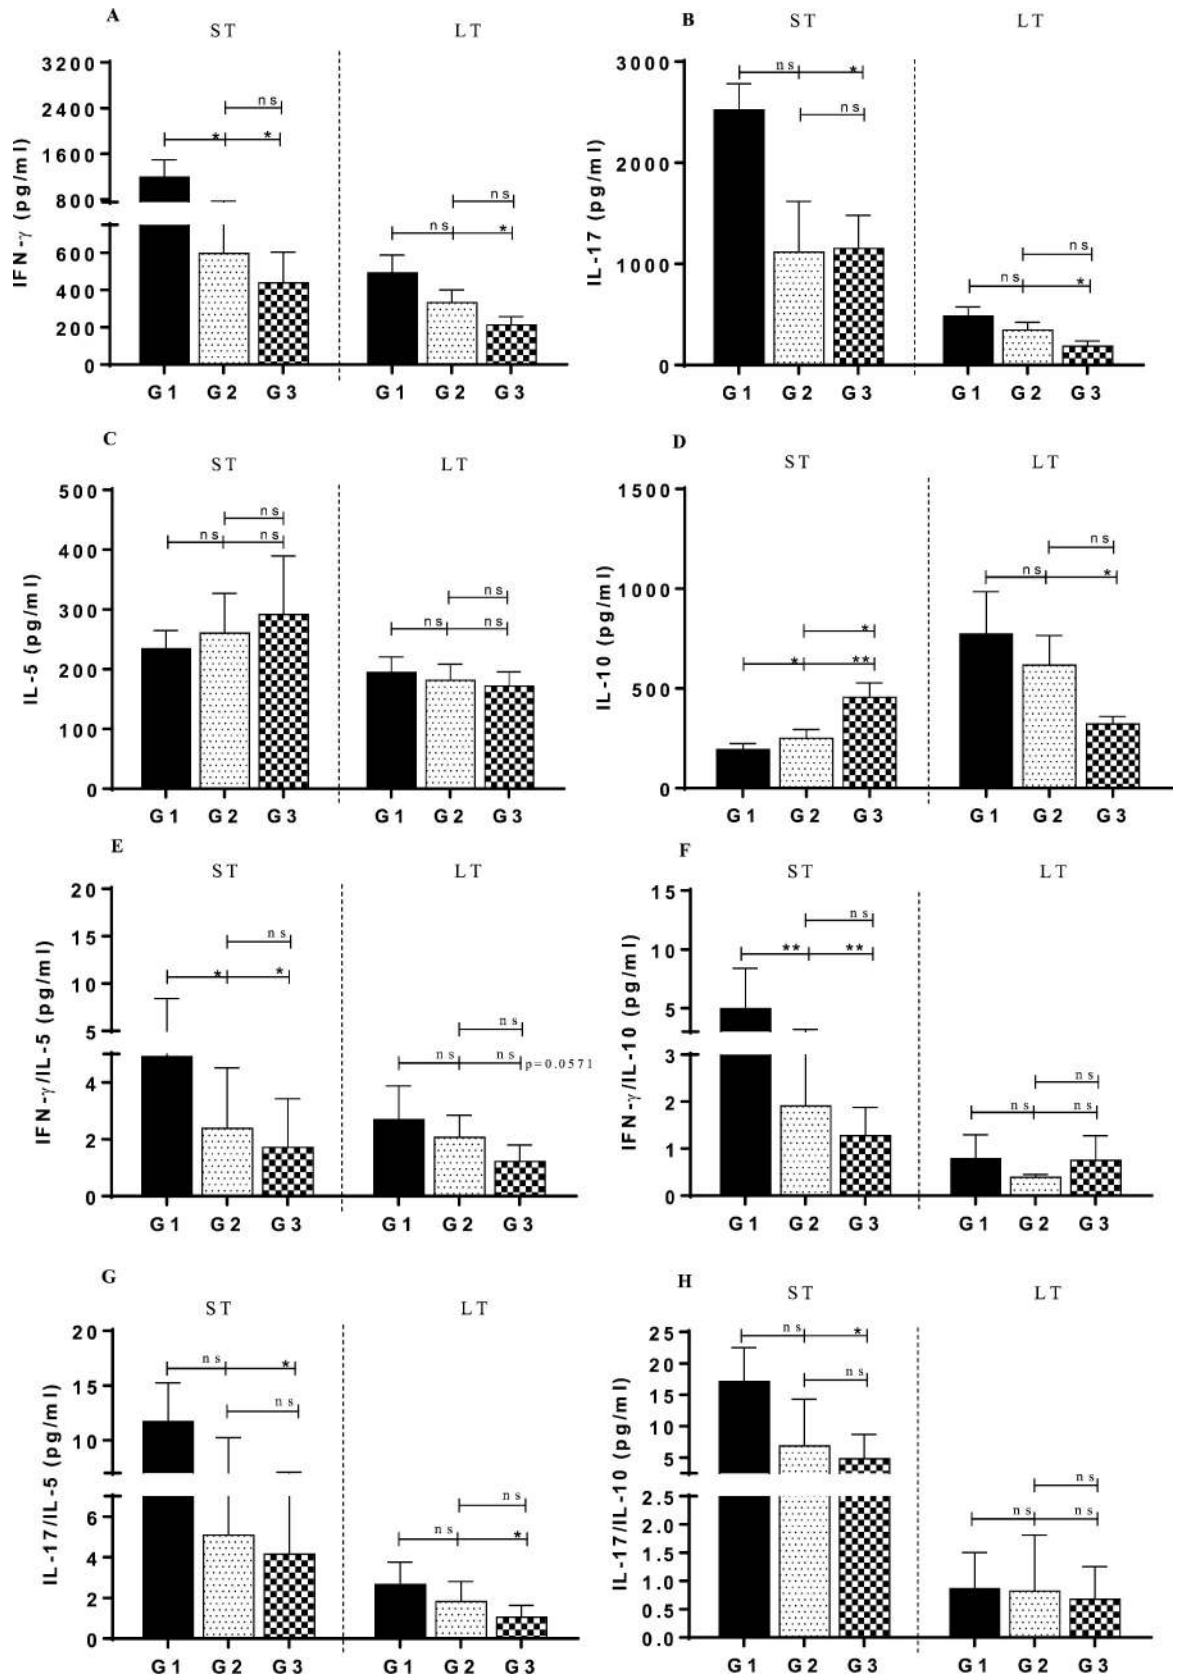 A
ST
LT
IFN-γ (pg/ml)
3200
2400
1600
800
600
400
200
0
ns
*
*
ns
ns
*
G1 G2 G3 G1 G2 G3
B
ST
LT
IL-17 (pg/ml)
3000
2000
1000
0
ns
*
ns
ns
ns
*
G1 G2 G3 G1 G2 G3
C
ST
LT
IL-5 (pg/ml)
500
400
300
200
100
0
ns
ns
ns
ns
ns
ns
G1 G2 G3 G1 G2 G3
D
ST
LT
IL-10 (pg/ml)
1500
1000
500
0
*
*
**
ns
ns
*
G1 G2 G3 G1 G2 G3
E
ST
LT
IFN-γ/IL-5 (pg/ml)
20
15
10
5
4
2
0
ns
*
*
ns
ns
ns
p=0.0571
G1 G2 G3 G1 G2 G3
F
ST
LT
IFN-γ/IL-10 (pg/ml)
15
10
5
3
2
1
0
ns
**
**
ns
ns
ns
G1 G2 G3 G1 G2 G3
G
ST
LT
IL-17/IL-5 (pg/ml)
20
15
10
6
4
2
0
ns
*
ns
ns
ns
*
G1 G2 G3 G1 G2 G3
H
ST
LT
IL-17/IL-10 (pg/ml)
25
20
15
10
5
2.5
2.0
1.5
1.0
0.5
0.0
ns
*
ns
ns
ns
ns
G1 G2 G3 G1 G2 G3